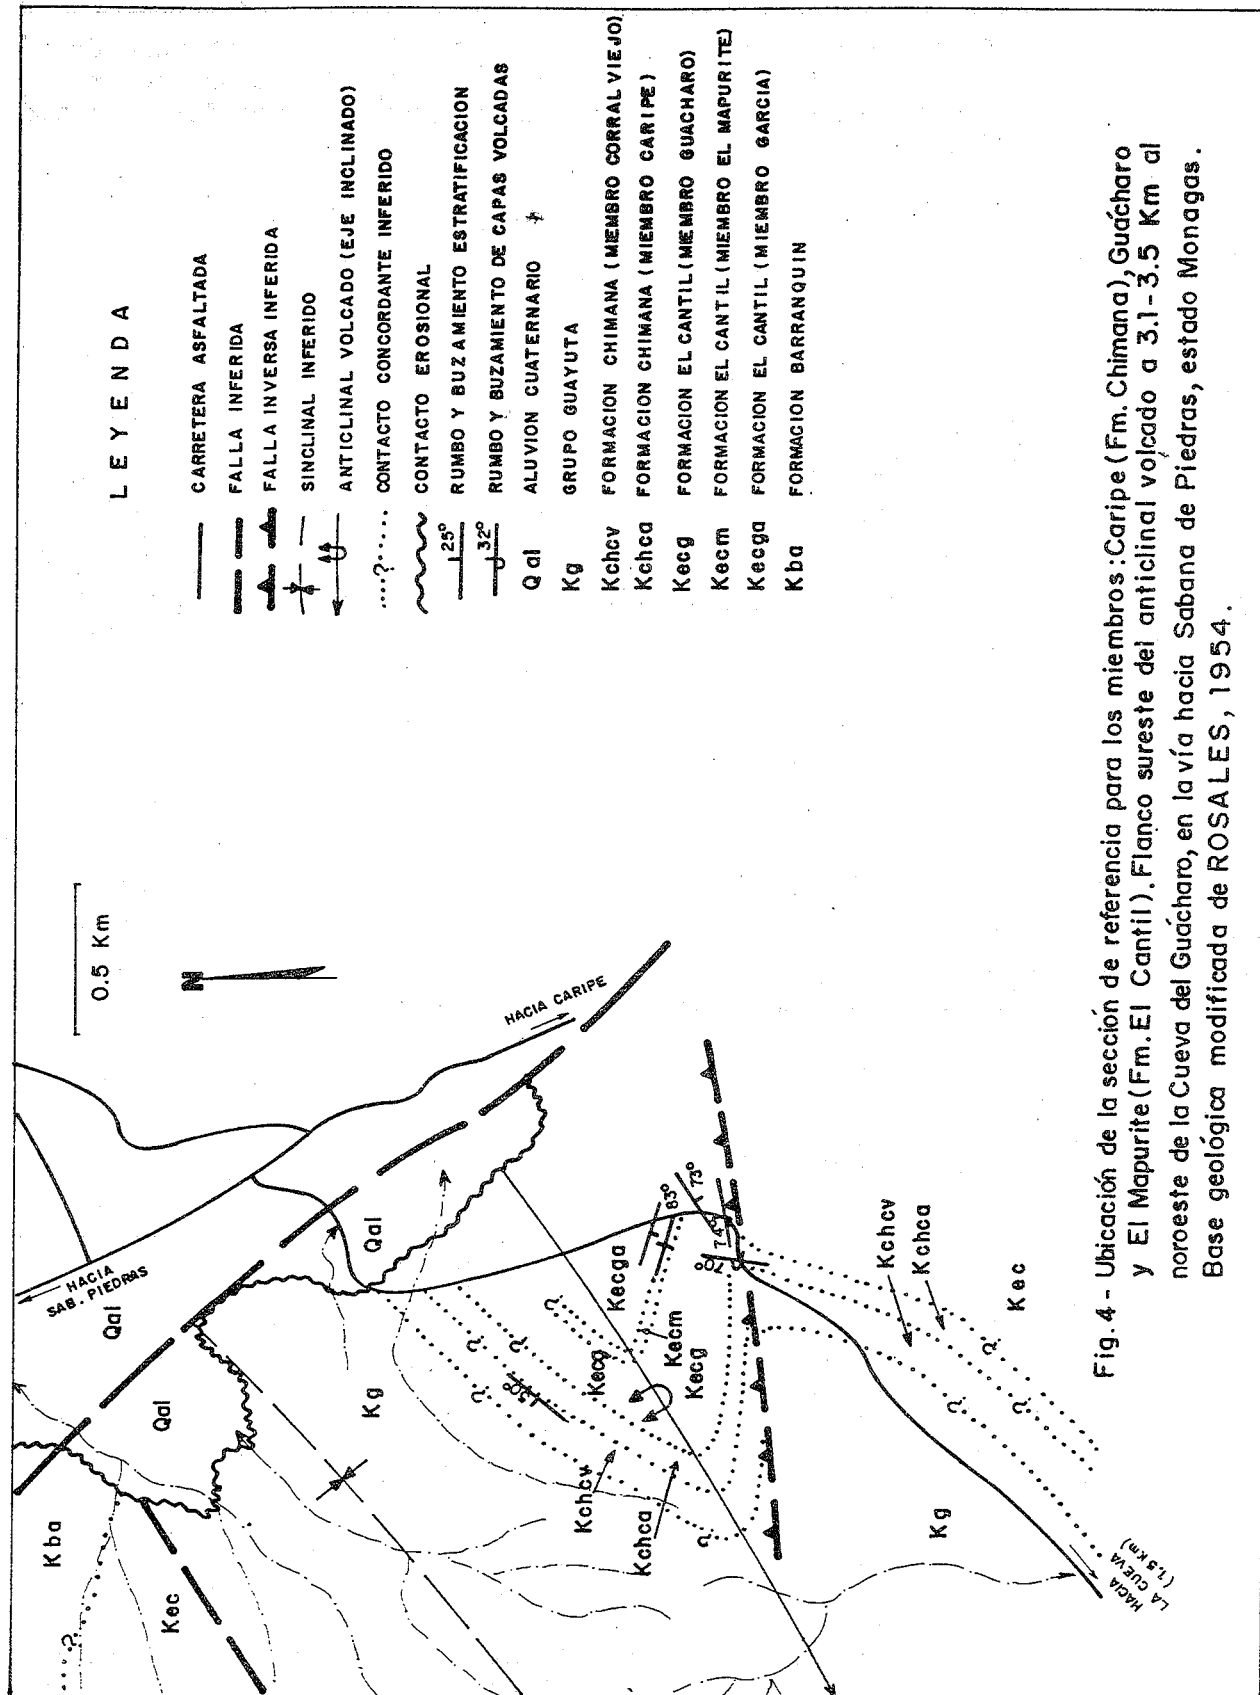 LEYENDA
CARRETERA ASFALTADA
FALLA INFERIDA
FALLA INVERSA INFERIDA
SINCLINAL INFERIDO
ANTICLINAL VOLCADO (EJE INCLINADO)
....?..... CONTACTO CONCORDANTE INFERIDO
CONTACTO EROSIONAL
25° RUMBO Y BUZAMIENTO ESTRATIFICACION
32° RUMBO Y BUZAMIENTO DE CAPAS VOLCADAS
Qal ALUVION CUATERNARIO
Kg GRUPO GUAYUTA
Kchcv FORMACION CHIMANA (MIEMBRO CORRAL VIEJO)
Kchca FORMACION CHIMANA (MIEMBRO CARIPE)
Kecg FORMACION EL CANTIL (MIEMBRO GUACHARO)
Kecm FORMACION EL CANTIL (MIEMBRO EL MAPURITE)
Kecga FORMACION EL CANTIL (MIEMBRO GARCIA)
Kba FORMACION BARRANQUIN
0.5 Km
N
HACIA CARIPE
HACIA
SAB. PIEDRAS
Qal
Qal
Qal
Kba
?
Kec
Kg
?
?
?
?
50°
Kecga
83°
73°
74°
70°
Kecg
Kecm
Kecg
Kchcv
Kchca
?
Kchcv
Kchca
Kec
?
?
?
Kg
HACIA
LA CUEVA
(1,5 KM)
Fig. 4 - Ubicación de la sección de referencia para los miembros: Caripe (Fm. Chimana), Guácharo
y El Mapurite (Fm. El Cantil). Flanco sureste del anticlinal volcado a 3.1-3.5 Km al
noroeste de la Cueva del Guácharo, en la vía hacia Sabana de Piedras, estado Monagas.
Base geológica modificada de ROSALES, 1954.